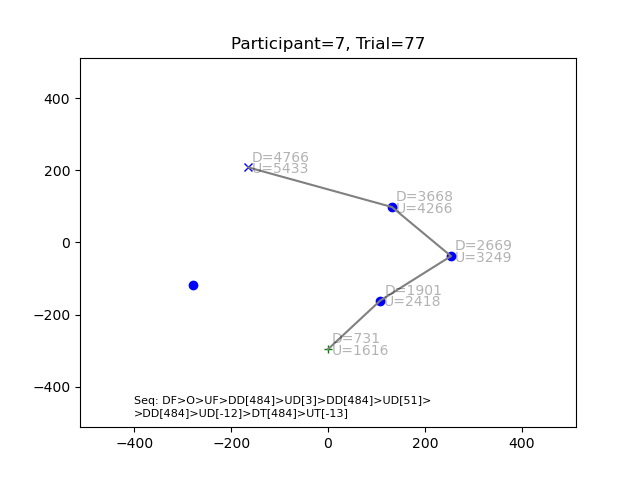 Participant=7, Trial=77
400
200
0
−200
−400
−400
−200
0
200
400
D=4766
U=5433
D=3668
U=4266
D=2669
U=3249
D=1901
U=2418
D=731
U=1616
Seq: DF>O>UF>DD[484]>UD[3]>DD[484]>UD[51]>
>DD[484]>UD[-12]>DT[484]>UT[-13]